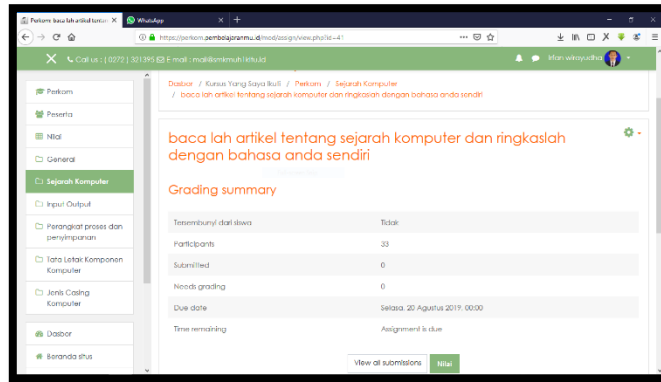 Perkom: baca lah artikel tentan
WhatsApp
https://perkom.pembelajaranmu.id/mod/assign/view.php?id=41
Call us : (0272) 321395
E-mail :
Irfan wirayudha
Perkom
Peserta
Nilai
General
Sejarah Komputer
Input Output
Perangkat proses dan
penyimpanan
Tata Letak Komponen
Komputer
Jenis Casing
Komputer
Dasbor
Beranda situs
Dasbor / Kursus Yang Saya Ikuti / Perkom / Sejarah Komputer
/ baca lah artikel tentang sejarah komputer dan ringkaslah dengan bahasa anda sendiri
baca lah artikel tentang sejarah komputer dan ringkaslah
dengan bahasa anda sendiri
Grading summary
Tersembunyi dari siswa Tidak
Participants 33
Submitted 0
Needs grading 0
Due date Selasa, 20 Agustus 2019, 00:00
Time remaining Assignment is due
View all submissions Nilai